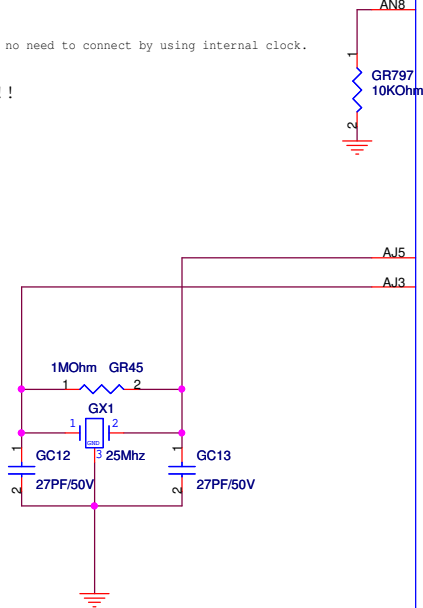 AN8
no need to connect by using internal clock.
1
GR797
!!
10KOhm
2
AJ5
AJ3
1MOhm GR45
1 2
GX1
1 2
1 GND 1
GC12 3 25Mhz GC13
2 27PF/50V 2 27PF/50V